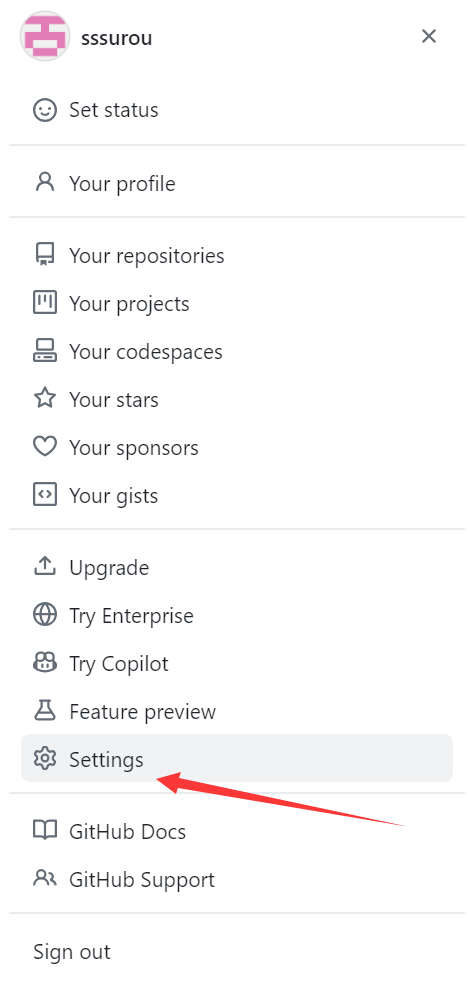 sssurou
Set status
Your profile
Your repositories
Your projects
Your codespaces
Your stars
Your sponsors
Your gists
Upgrade
Try Enterprise
Try Copilot
Feature preview
Settings
GitHub Docs
GitHub Support
Sign out